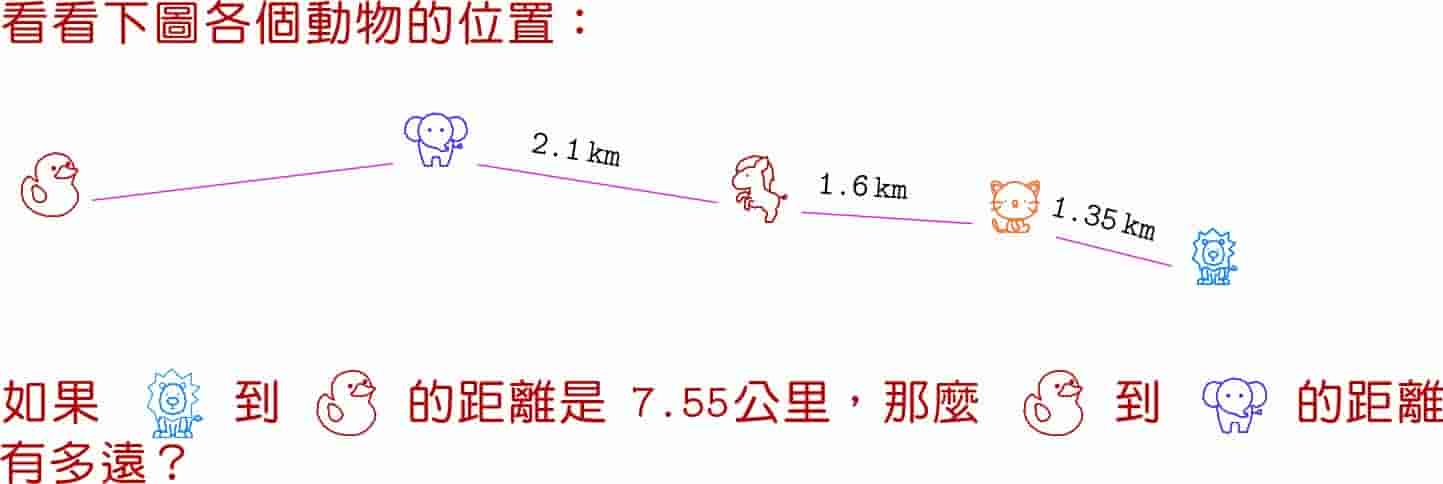 看看下圖各個動物的位置：
2.1 km
1.6 km
1.35 km
如果 到 的距離是 7.55公里，那麼 到 的距離
有多遠？